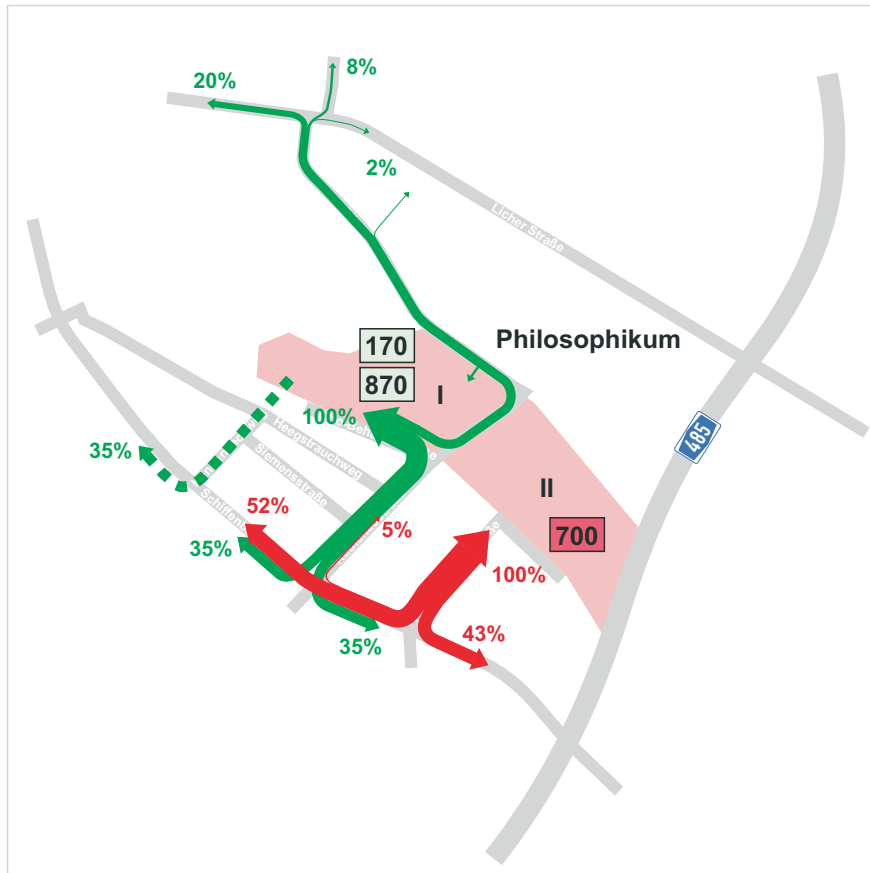 8%
20%
2%
Licher Straße
Philosophikum
170
870
I
100%
485
35%
Heegstrauchweg
Siemensstraße
II
52%
700
5%
35%
100%
43%
35%